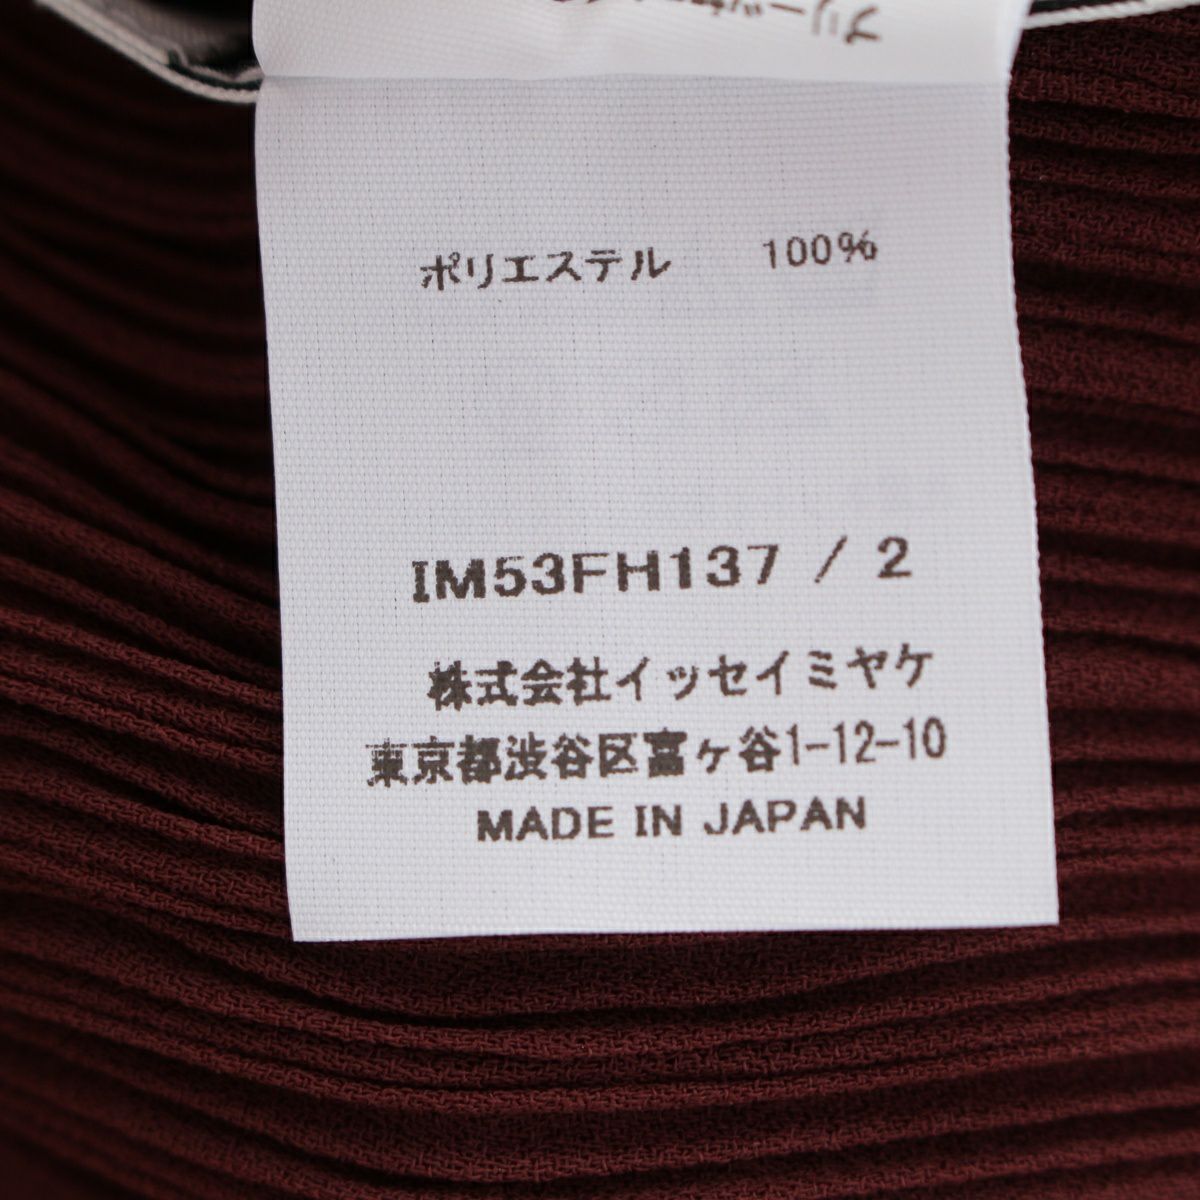 ポリエステル 100%
IM53FH137 / 2
株式会社イッセイミヤケ
東京都渋谷区富ヶ谷1-12-10
MADE IN JAPAN